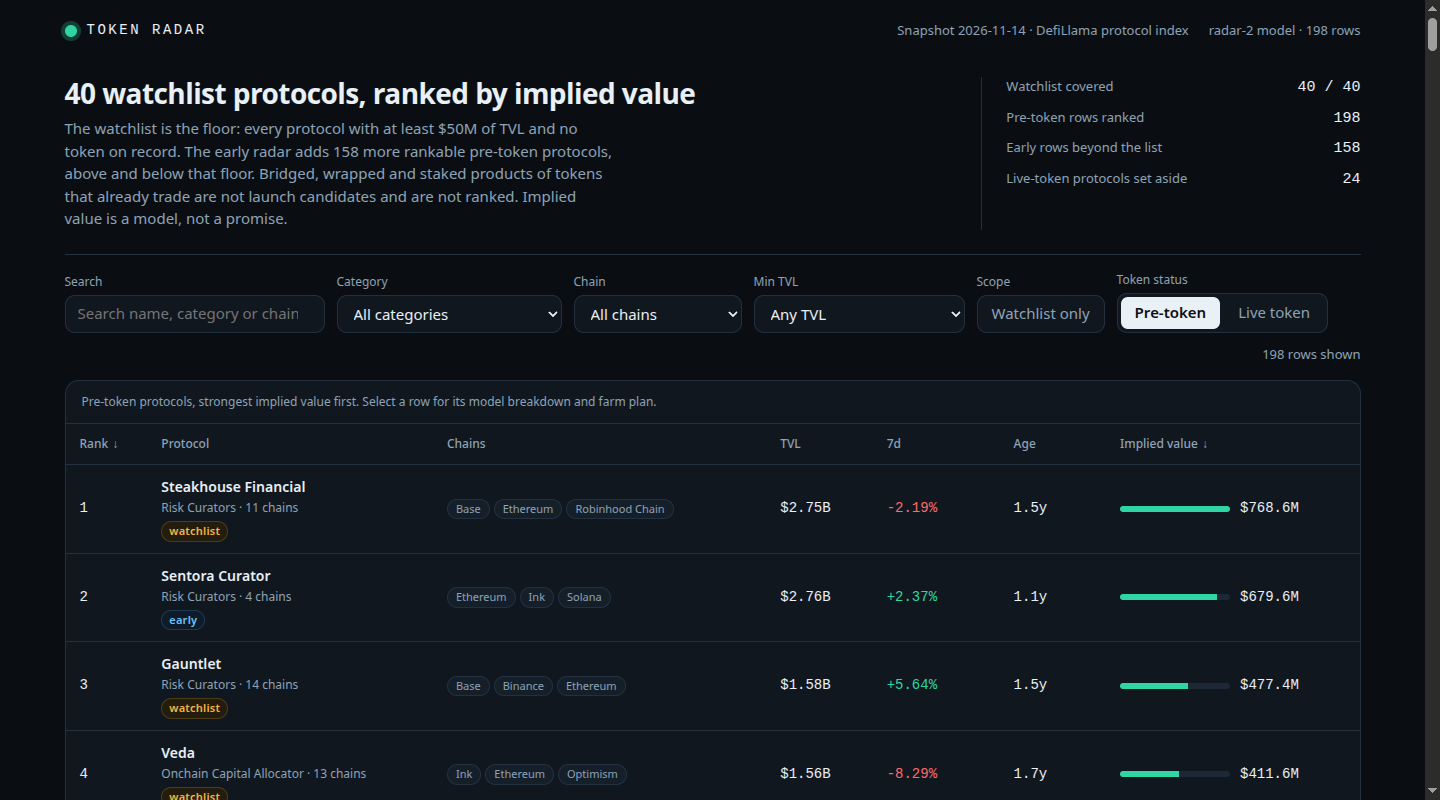 TOKEN RADAR
Snapshot 2026-11-14 · DefiLlama protocol index radar-2 model · 198 rows
40 watchlist protocols, ranked by implied value
The watchlist is the floor: every protocol with at least $50M of TVL and no
token on record. The early radar adds 158 more rankable pre-token protocols,
above and below that floor. Bridged, wrapped and staked products of tokens
that already trade are not launch candidates and are not ranked. Implied
value is a model, not a promise.
Watchlist covered 40 / 40
Pre-token rows ranked 198
Early rows beyond the list 158
Live-token protocols set aside 24
Search Category Chain Min TVL Scope Token status
Search name, category or chain All categories All chains Any TVL Watchlist only Pre-token Live token
198 rows shown
Pre-token protocols, strongest implied value first. Select a row for its model breakdown and farm plan.
Rank ↓ Protocol Chains TVL 7d Age Implied value ↓
Steakhouse Financial
1 Risk Curators · 11 chains Base Ethereum Robinhood Chain $2.75B -2.19% 1.5y $768.6M
watchlist
Sentora Curator
2 Risk Curators · 4 chains Ethereum Ink Solana $2.76B +2.37% 1.1y $679.6M
early
Gauntlet
3 Risk Curators · 14 chains Base Binance Ethereum $1.58B +5.64% 1.5y $477.4M
watchlist
Veda
4 Onchain Capital Allocator · 13 chains Ink Ethereum Optimism $1.56B -8.29% 1.7y $411.6M
watchlist